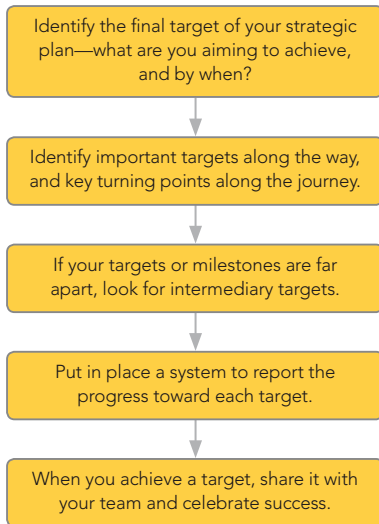 Identify the final target of your strategic
plan—what are you aiming to achieve,
and by when?
Identify important targets along the way,
and key turning points along the journey.
If your targets or milestones are far
apart, look for intermediary targets.
Put in place a system to report the
progress toward each target.
When you achieve a target, share it with
your team and celebrate success.